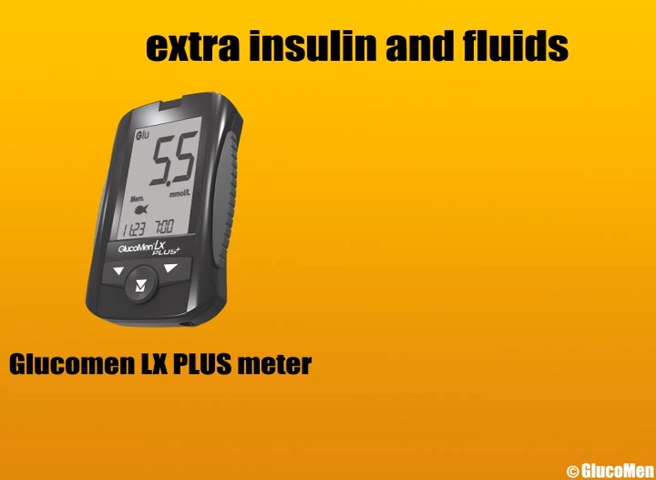 extra insulin and fluids
Glu
5.5
Mem. mmol/L
11:23 7:00
GlucoMen LX
PLUS+
Glucomen LX PLUS meter
© GlucoMen